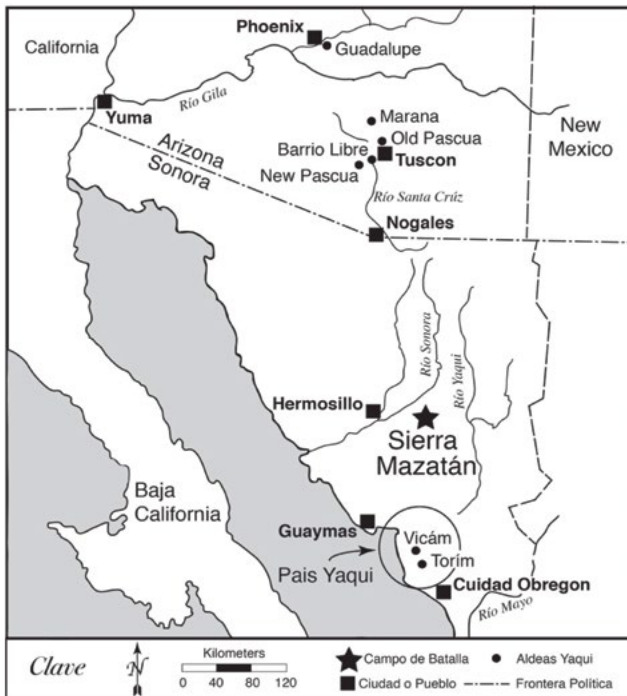 Phoenix
California
Guadalupe
Río Gila
Yuma
Marana
New
Mexico
Old Pascua
Arizona
Sonora
Barrio Libre
Tuscon
New Pascua
Río Santa Crúz
Nogales
Río Sonora
Río Yaqui
Hermosillo
Sierra
Mazatán
Baja
California
Guaymas
Vicám
Torím
Pais Yaqui
Cuidad Obregon
Río Mayo
Clave
N
Kilometers
0 40 80 120
Campo de Batalla
Aldeas Yaqui
Ciudad o Pueblo
Frontera Política